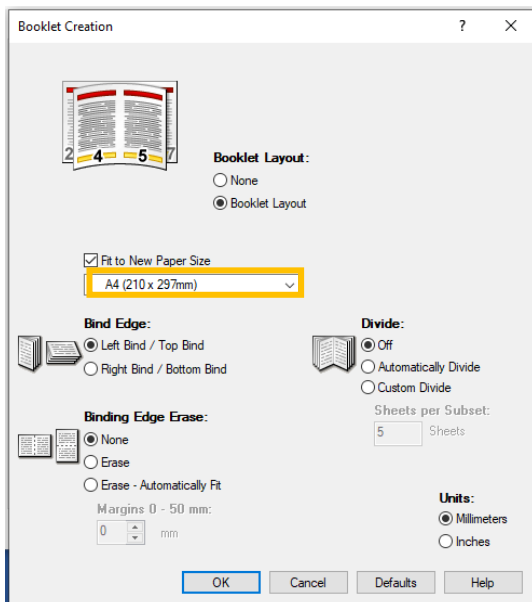 Booklet Creation ? X
2 4 5 7
Booklet Layout:
None
Booklet Layout
Fit to New Paper Size
A4 (210 x 297mm)
Bind Edge:
Left Bind / Top Bind
Right Bind / Bottom Bind
Divide:
Off
Automatically Divide
Custom Divide
Sheets per Subset:
5 Sheets
Binding Edge Erase:
None
Erase
Erase - Automatically Fit
Margins 0 - 50 mm:
0 mm
Units:
Millimeters
Inches
OK Cancel Defaults Help